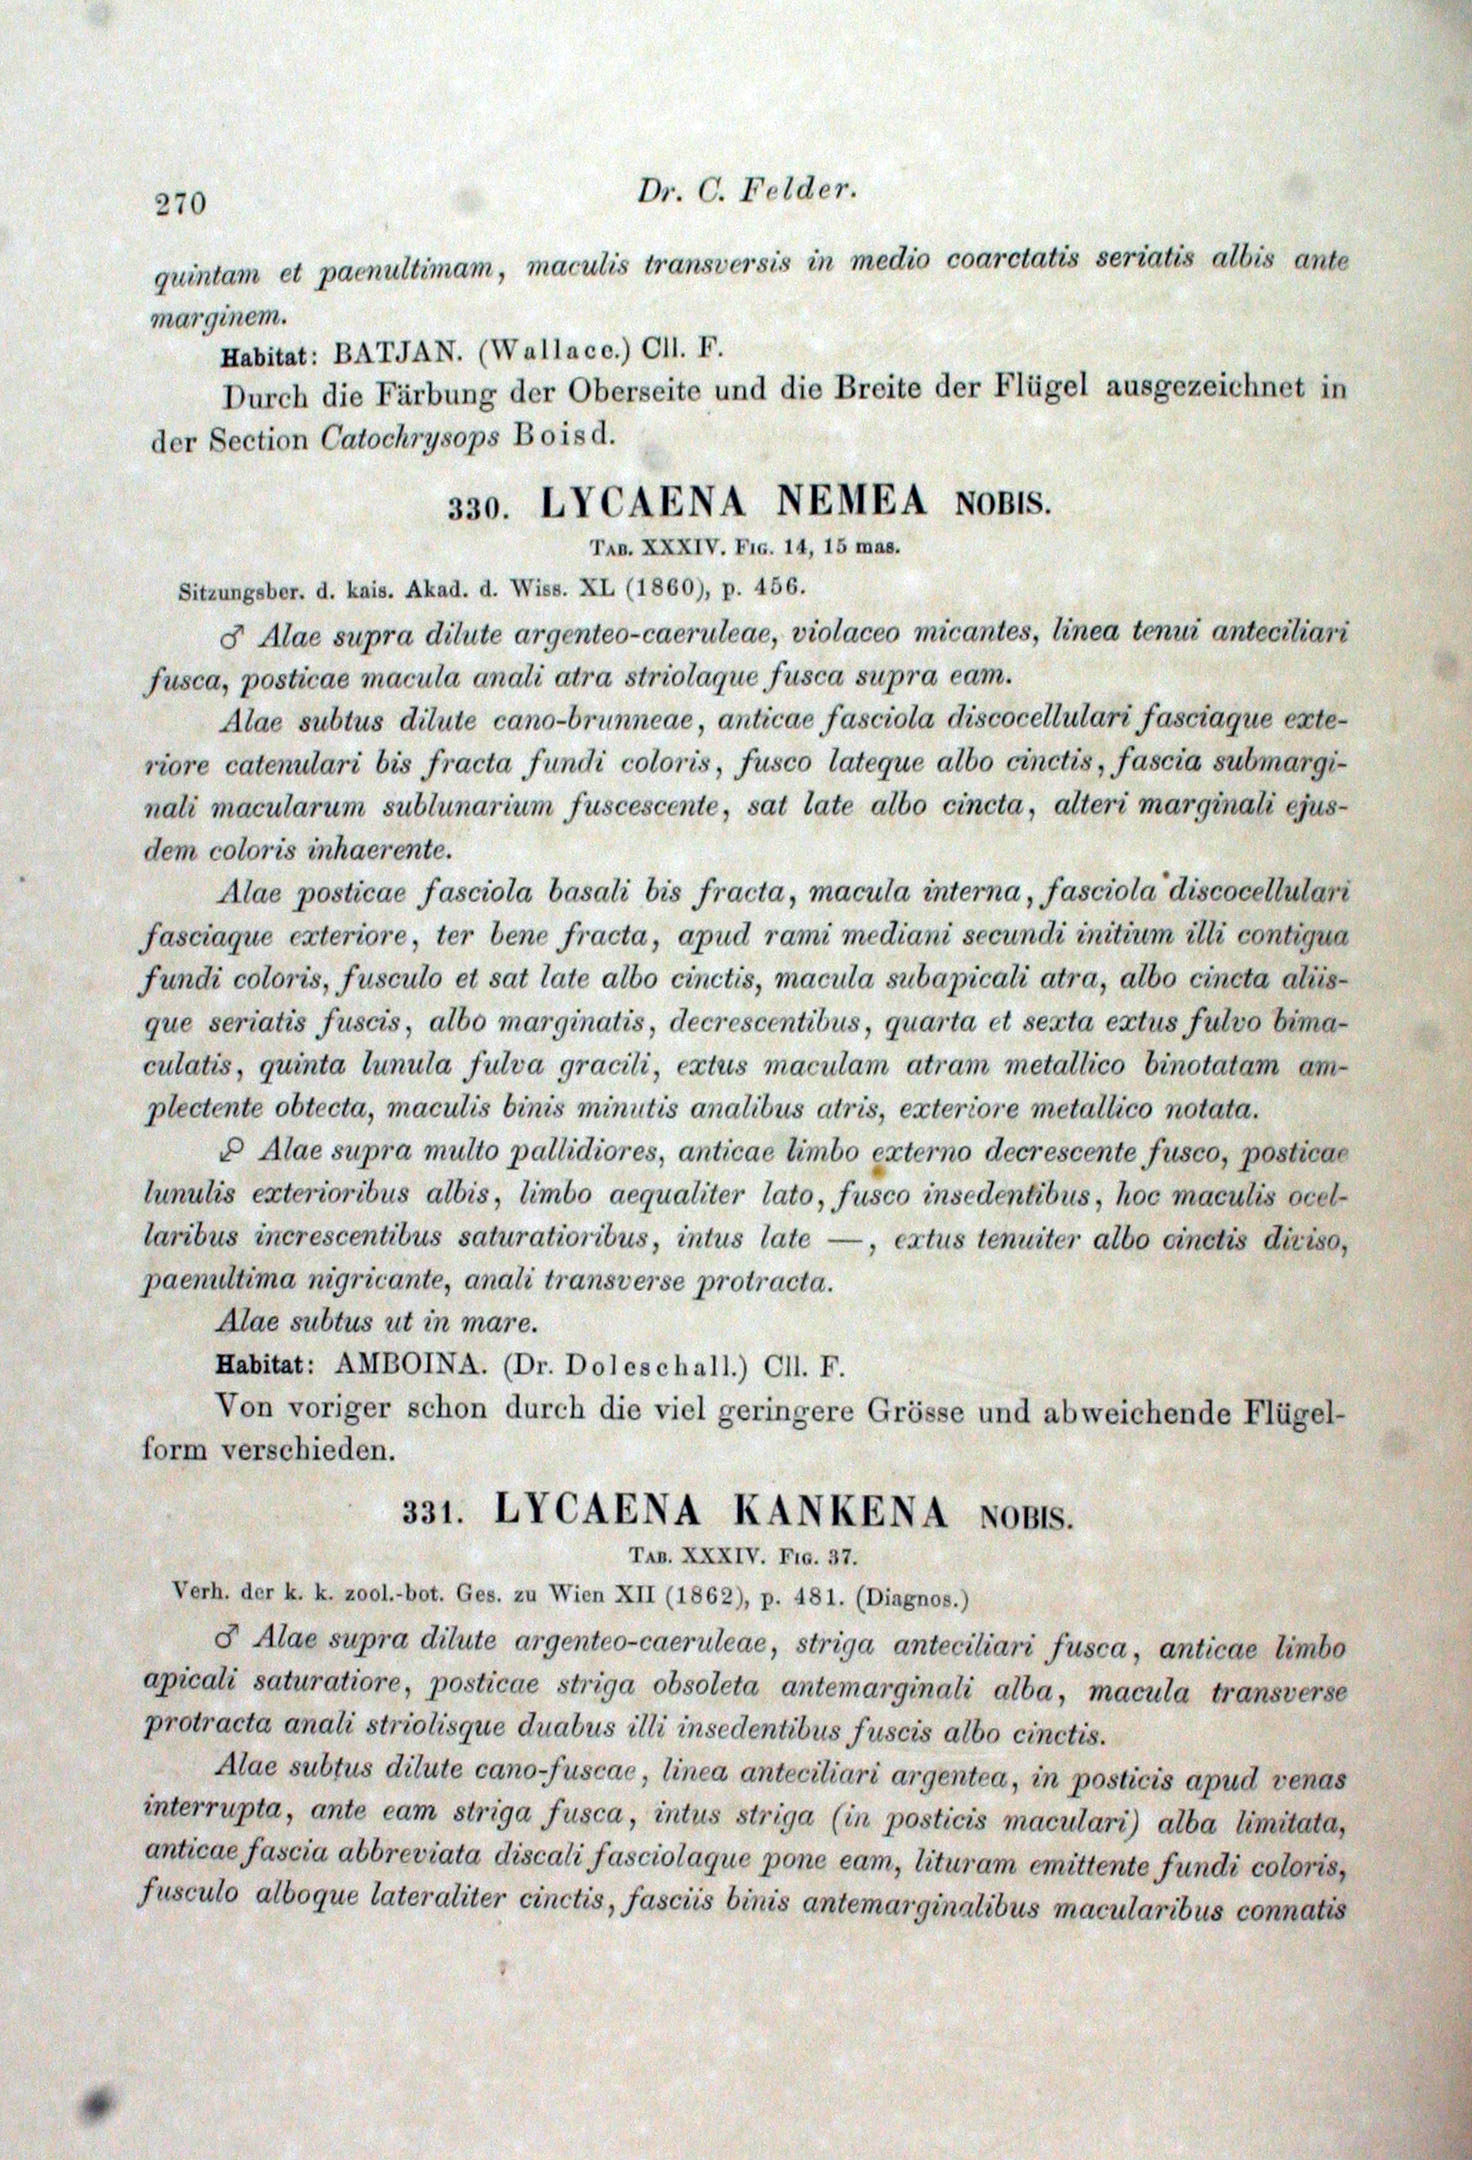 270
Dr. C. Felder.
quintam et paenultimam, maculis transversis in medio coarctatis seriatis albis ante
marginem.
Habitat: BATJAN. (Wallace.) Cll. F.
Durch die Färbung der Oberseite und die Breite der Flügel ausgezeichnet in
der Section Catochrysops Boisd.
330. LYCAENA NEMEA NOBIS.
TAB. XXXIV. FIG. 14, 15 mas.
Sitzungsber. d. kais. Akad. d. Wiss. XL (1860), p. 456.
♂ Alae supra dilute argenteo-caeruleae, violaceo micantes, linea tenui anteciliari
fusca, posticae macula anali atra striolaque fusca supra eam.
Alae subtus dilute cano-brunneae, anticae fasciola discocellulari fasciaque exte-
riore catenulari bis fracta fundi coloris, fusco lateque albo cinctis, fascia submargi-
nali macularum sublunarium fuscescente, sat late albo cincta, alteri marginali ejus-
dem coloris inhaerente.
Alae posticae fasciola basali bis fracta, macula interna, fasciola discocellulari
fasciaque exteriore, ter bene fracta, apud rami mediani secundi initium illi contigua
fundi coloris, fusculo et sat late albo cinctis, macula subapicali atra, albo cincta aliis-
que seriatis fuscis, albo marginatis, decrescentibus, quarta et sexta extus fulvo bima-
culatis, quinta lunula fulva gracili, extus maculam atram metallico binotatam am-
plectente obtecta, maculis binis minutis analibus atris, exteriore metallico notata.
♀ Alae supra multo pallidiores, anticae limbo externo decrescente fusco, posticae
lunulis exterioribus albis, limbo aequaliter lato, fusco insedentibus, hoc maculis ocel-
laribus increscentibus saturatioribus, intus late —, extus tenuiter albo cinctis diviso,
paenultima nigricante, anali transverse protracta.
Alae subtus ut in mare.
Habitat: AMBOINA. (Dr. Doleschall.) Cll. F.
Von voriger schon durch die viel geringere Grösse und abweichende Flügel-
form verschieden.
331. LYCAENA KANKENA NOBIS.
TAB. XXXIV. FIG. 37.
Verh. der k. k. zool.-bot. Ges. zu Wien XII (1862), p. 481. (Diagnos.)
♂ Alae supra dilute argenteo-caeruleae, striga anteciliari fusca, anticae limbo
apicali saturatiore, posticae striga obsoleta antemarginali alba, macula transverse
protracta anali striolisque duabus illi insedentibus fuscis albo cinctis.
Alae subtus dilute cano-fuscae, linea anteciliari argentea, in posticis apud venas
interrupta, ante eam striga fusca, intus striga (in posticis maculari) alba limitata,
anticae fascia abbreviata discali fasciolaque pone eam, lituram emittente fundi coloris,
fusculo alboque lateraliter cinctis, fasciis binis antemarginalibus macularibus connatis